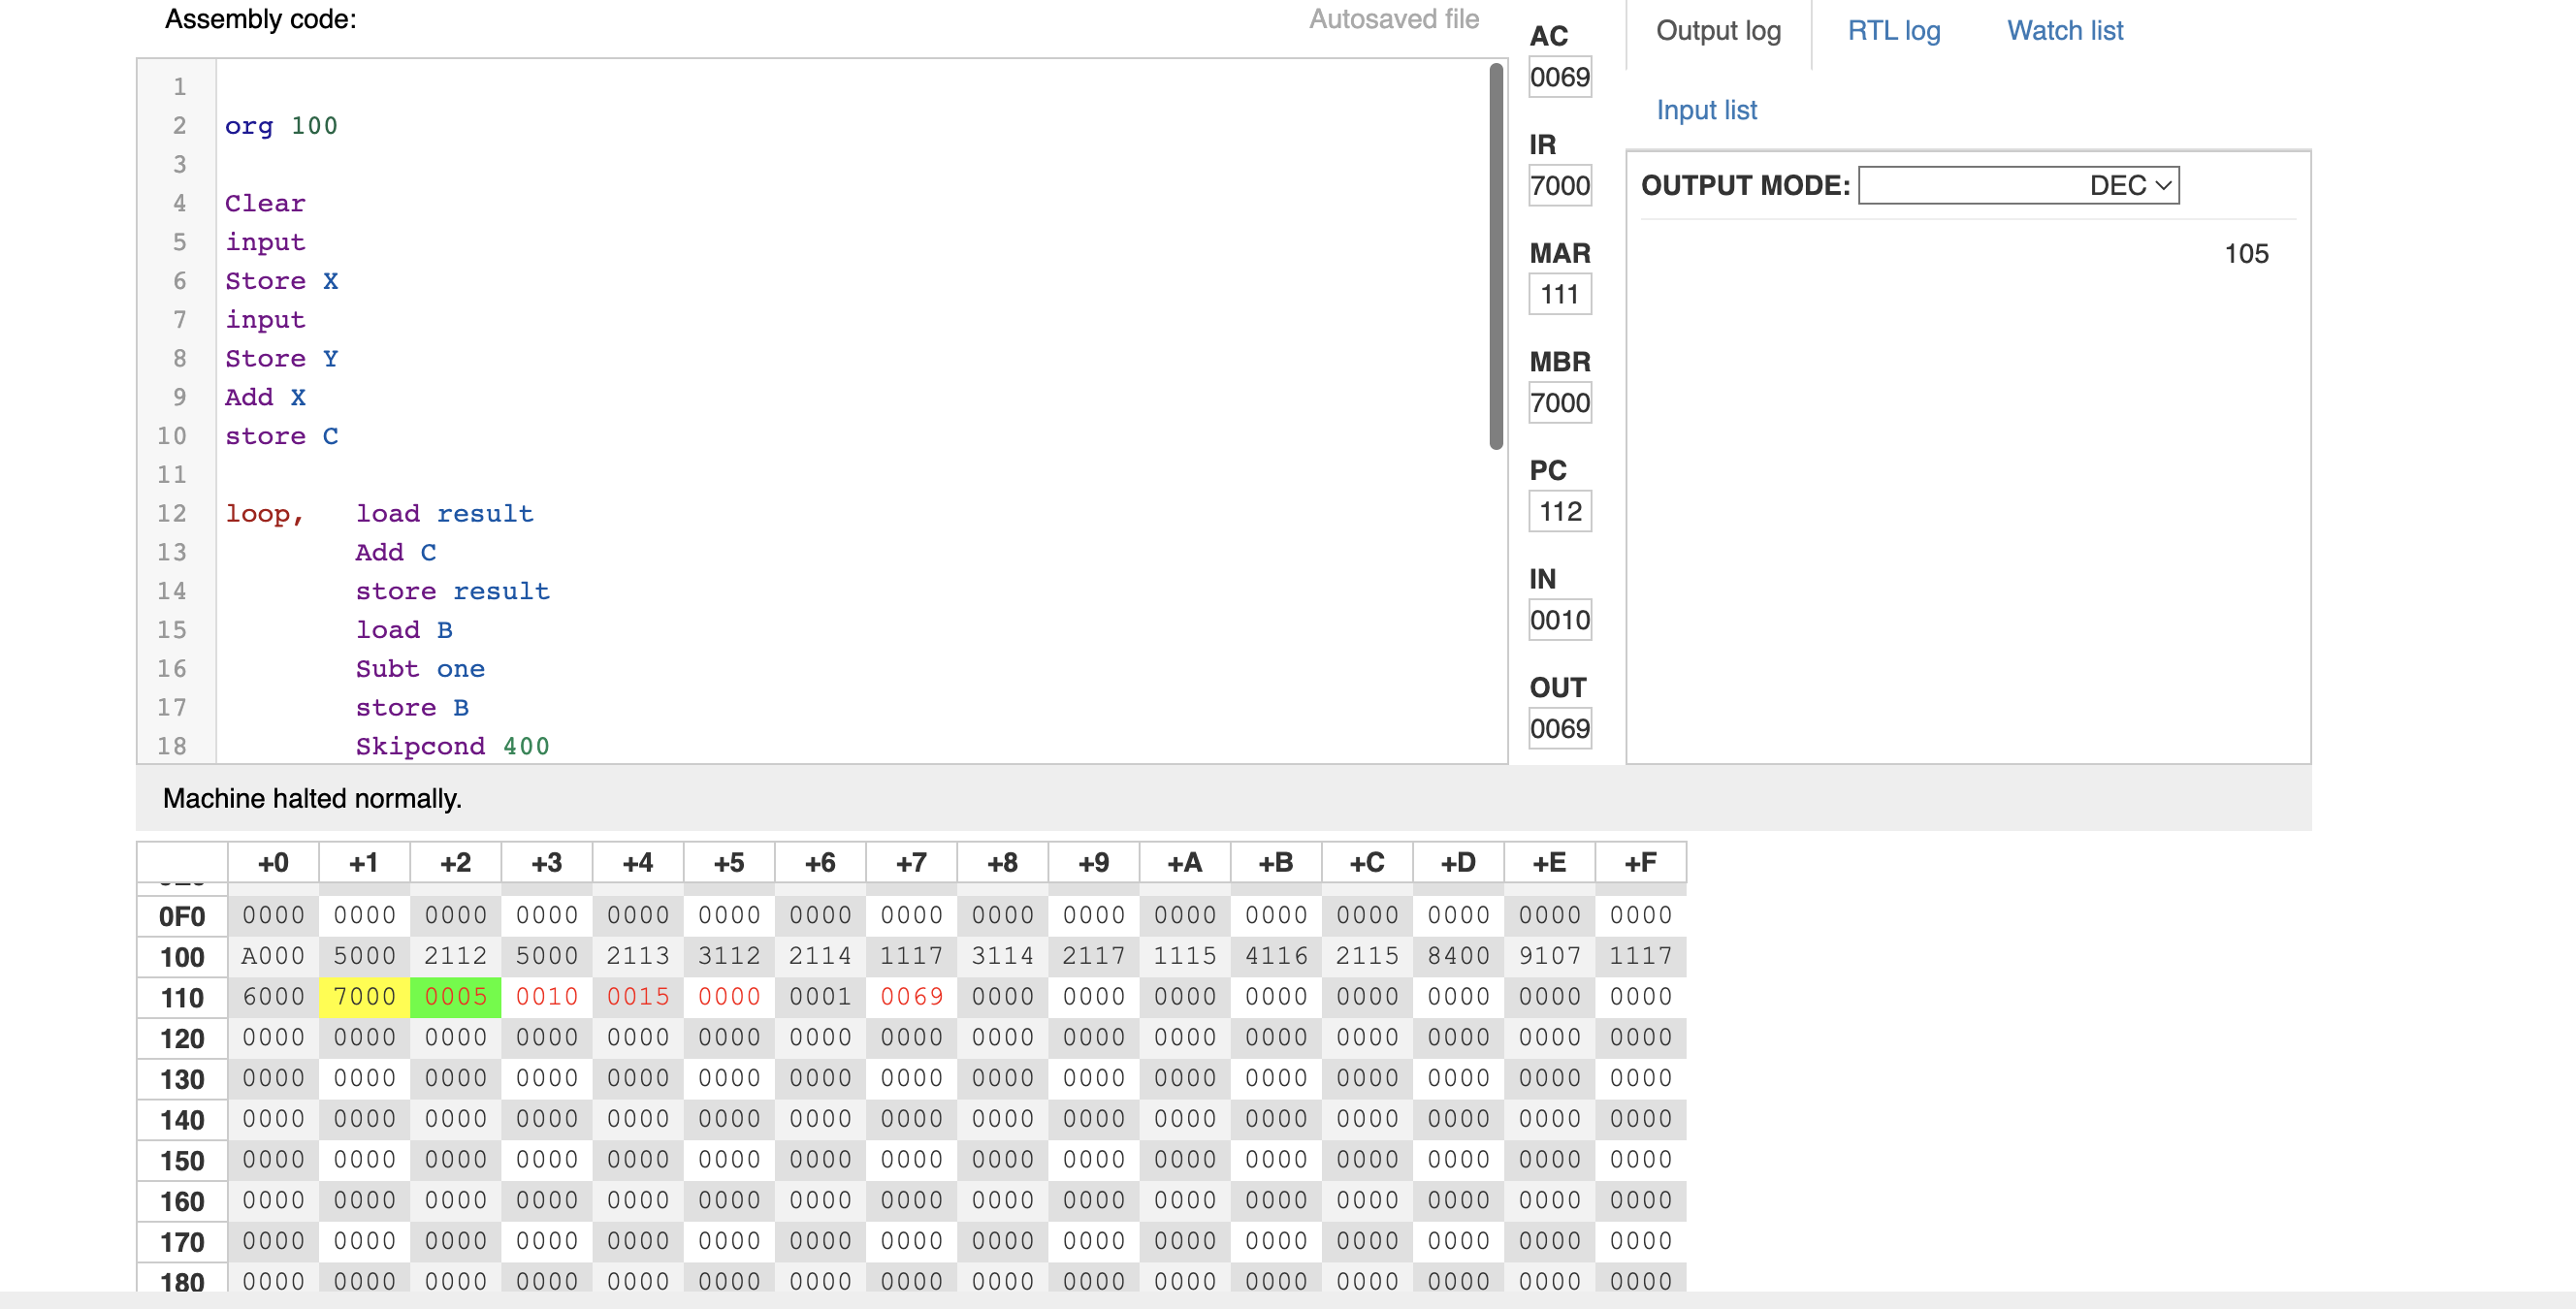 Assembly code:
Autosaved file
1
2 org 100
3
4 Clear
5 input
6 Store X
7 input
8 Store Y
9 Add X
10 store C
11
12 loop, load result
13 Add C
14 store result
15 load B
16 Subt one
17 store B
18 Skipcond 400
AC
0069
IR
7000
MAR
111
MBR
7000
PC
112
IN
0010
OUT
0069
Output log RTL log Watch list
Input list
OUTPUT MODE: DEC
105
Machine halted normally.
+0 +1 +2 +3 +4 +5 +6 +7 +8 +9 +A +B +C +D +E +F
0F0 0000 0000 0000 0000 0000 0000 0000 0000 0000 0000 0000 0000 0000 0000 0000 0000
100 A000 5000 2112 5000 2113 3112 2114 1117 3114 2117 1115 4116 2115 8400 9107 1117
110 6000 7000 0005 0010 0015 0000 0001 0069 0000 0000 0000 0000 0000 0000 0000 0000
120 0000 0000 0000 0000 0000 0000 0000 0000 0000 0000 0000 0000 0000 0000 0000 0000
130 0000 0000 0000 0000 0000 0000 0000 0000 0000 0000 0000 0000 0000 0000 0000 0000
140 0000 0000 0000 0000 0000 0000 0000 0000 0000 0000 0000 0000 0000 0000 0000 0000
150 0000 0000 0000 0000 0000 0000 0000 0000 0000 0000 0000 0000 0000 0000 0000 0000
160 0000 0000 0000 0000 0000 0000 0000 0000 0000 0000 0000 0000 0000 0000 0000 0000
170 0000 0000 0000 0000 0000 0000 0000 0000 0000 0000 0000 0000 0000 0000 0000 0000
180 0000 0000 0000 0000 0000 0000 0000 0000 0000 0000 0000 0000 0000 0000 0000 0000